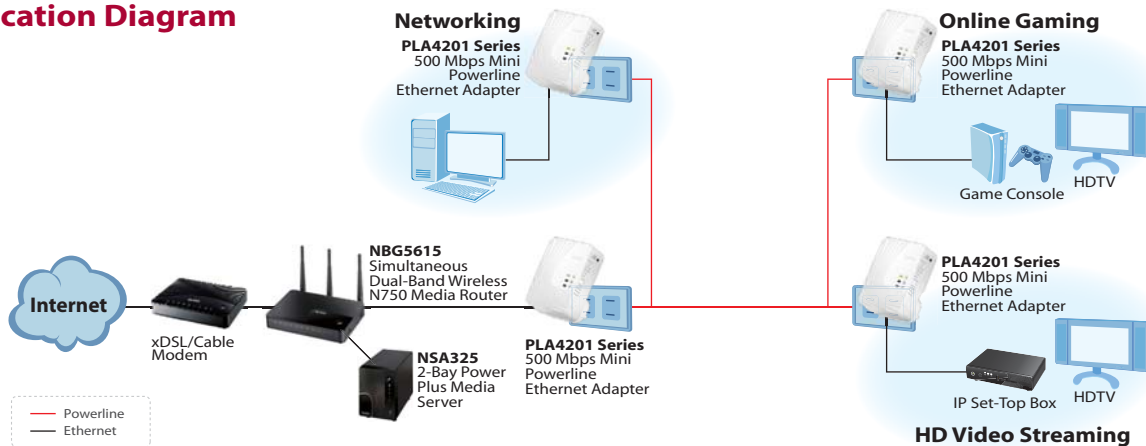 cation Diagram
Networking
PLA4201 Series
500 Mbps Mini
Powerline
Ethernet Adapter
Online Gaming
PLA4201 Series
500 Mbps Mini
Powerline
Ethernet Adapter
Game Console
HDTV
Internet
xDSL/Cable
Modem
NBG5615
Simultaneous
Dual-Band Wireless
N750 Media Router
NSA325
2-Bay Power
Plus Media
Server
PLA4201 Series
500 Mbps Mini
Powerline
Ethernet Adapter
PLA4201 Series
500 Mbps Mini
Powerline
Ethernet Adapter
IP Set-Top Box
HDTV
HD Video Streaming
Powerline
Ethernet